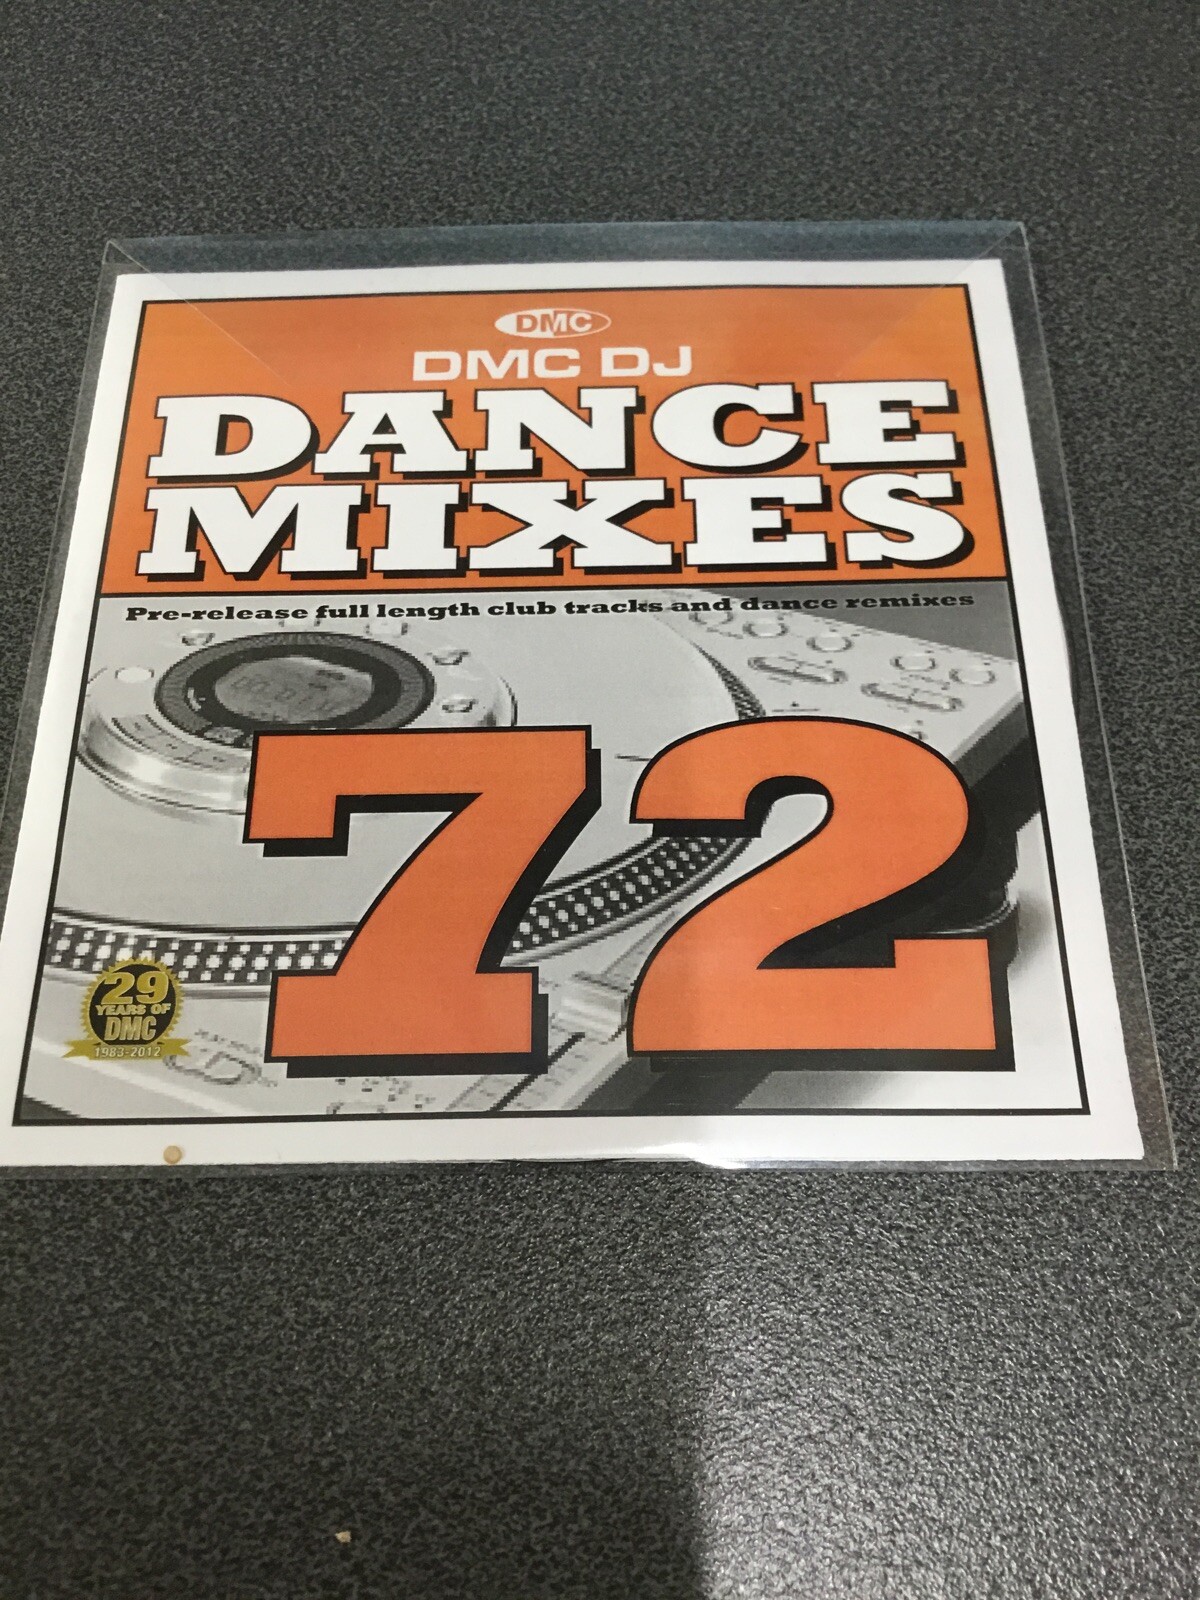 DMC
DMC DJ
DANCE
MIXES
Pre-release full length club tracks and dance remixes
72
29
YEARS OF
DMC
1983-2012